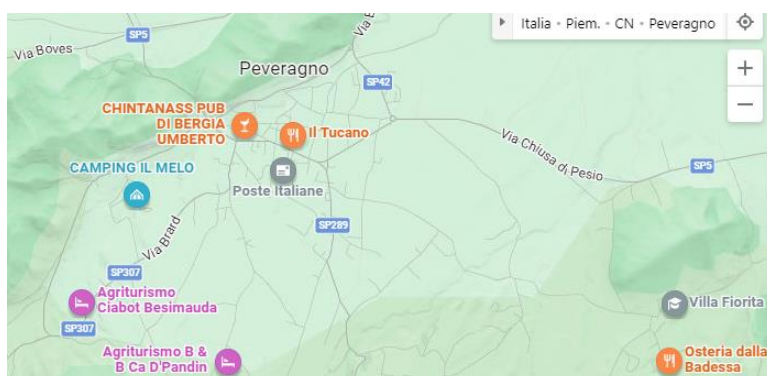 Italia • Piem. • CN • Peveragno
SP5
Via B
Via Boves
Peveragno
SP42
CHINTANASS PUB
DI BERGIA
UMBERTO
Il Tucano
Via Chiusa di Pesio
SP5
CAMPING IL MELO
Poste Italiane
Via Brard
SP289
SP307
Agriturismo
Ciabot Besimauda
Villa Fiorita
SP307
Agriturismo B &
B Ca D'Pandin
Osteria dalla
Badessa